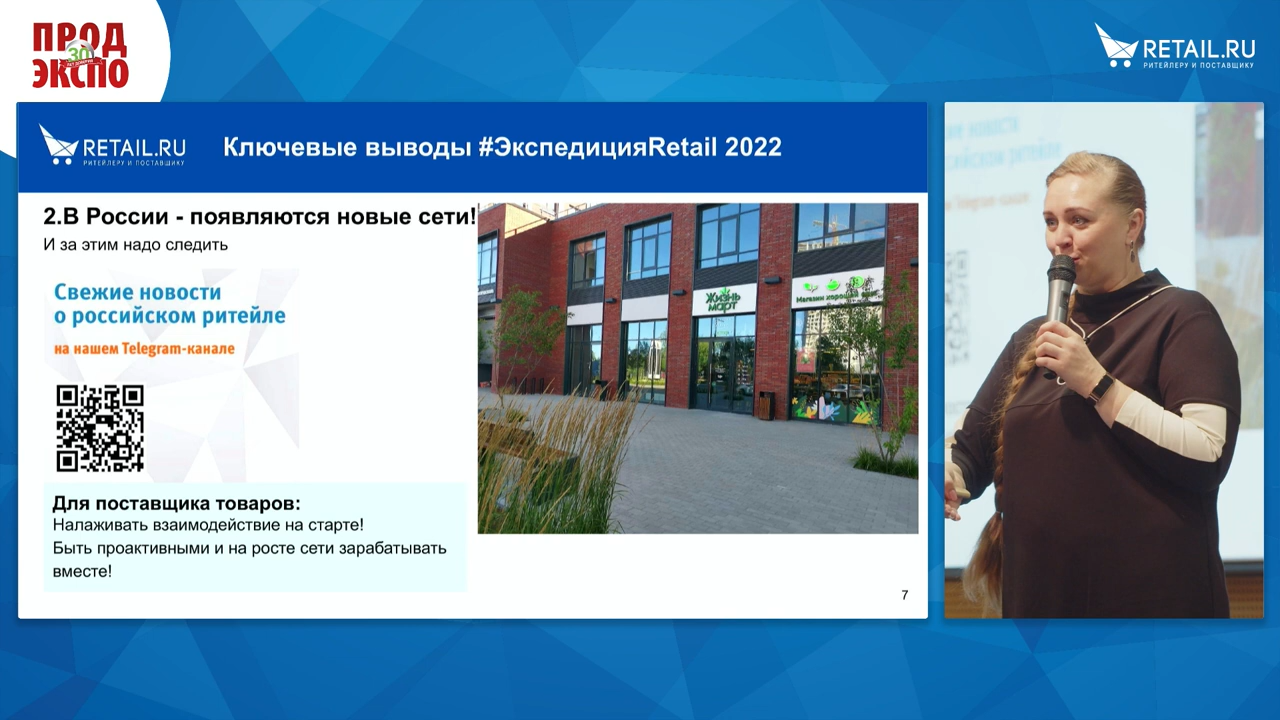 ПРОД
30
ЭКСПО
RETAIL.RU
РИТЕЙЛЕРУ И ПОСТАВЩИКУ
RETAIL.RU
РИТЕЙЛЕРУ И ПОСТАВЩИКУ
Ключевые выводы #ЭкспедицияRetail 2022
2.В России - появляются новые сети!
И за этим надо следить
Свежие новости
о российском ритейле
на нашем Telegram-канале
Жизнь
март
Магазин хорошей
Для поставщика товаров:
Налаживать взаимодействие на старте!
Быть проактивными и на росте сети зарабатывать
вместе!
7